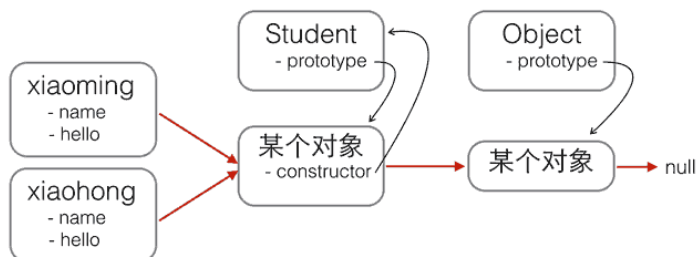 xiaoming
- name
- hello
xiaohong
- name
- hello
Student
- prototype
某个对象
- constructor
Object
- prototype
某个对象
null